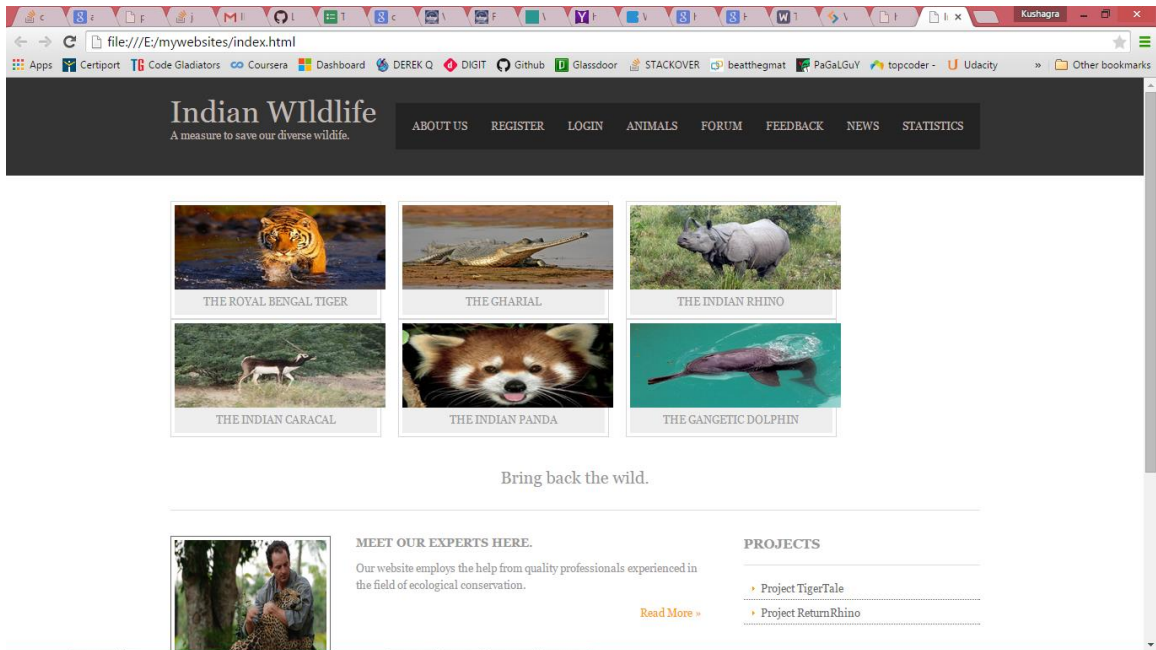 Kushagra
file:///E:/mywebsites/index.html
Apps Certiport Code Gladiators Coursera Dashboard DEREK Q DIGIT Github Glassdoor STACKOVER beatthegmat PaGaLGuY topcoder - Udacity » Other bookmarks
Indian WIldlife
A measure to save our diverse wildife.
ABOUT US REGISTER LOGIN ANIMALS FORUM FEEDBACK NEWS STATISTICS
THE ROYAL BENGAL TIGER THE GHARIAL THE INDIAN RHINO
THE INDIAN CARACAL THE INDIAN PANDA THE GANGETIC DOLPHIN
Bring back the wild.
MEET OUR EXPERTS HERE.
Our website employs the help from quality professionals experienced in
the field of ecological conservation.
Read More »
PROJECTS
Project TigerTale
Project ReturnRhino